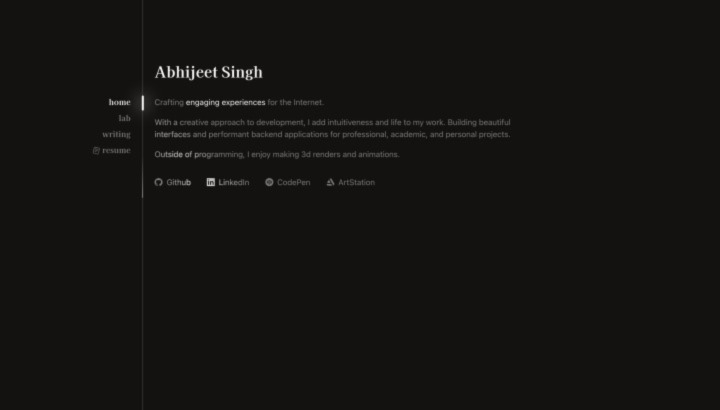 Abhijeet Singh
home
lab
writing
resume
Crafting engaging experiences for the Internet.
With a creative approach to development, I add intuitiveness and life to my work. Building beautiful
interfaces and performant backend applications for professional, academic, and personal projects.
Outside of programming, I enjoy making 3d renders and animations.
Github LinkedIn CodePen ArtStation